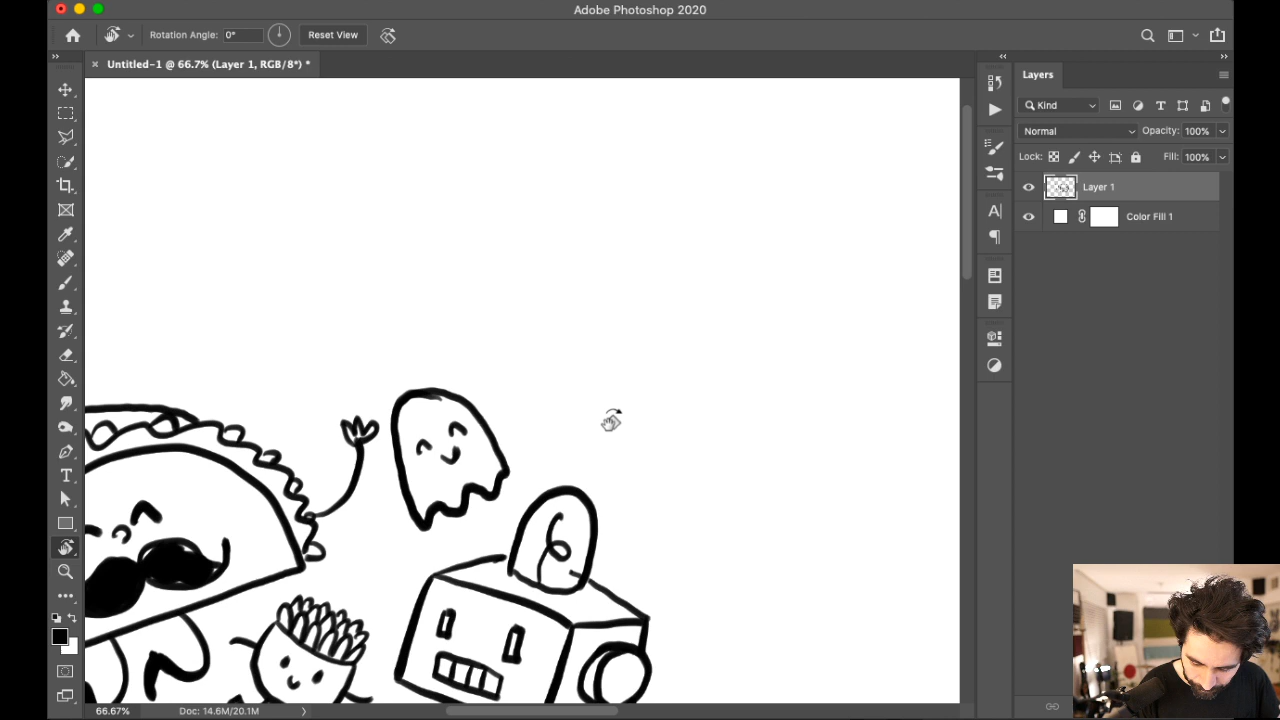 Adobe Photoshop 2020
Rotation Angle: 0° Reset View
Untitled-1 @ 66.7% (Layer 1, RGB/8*) *
Layers
Kind
Normal Opacity: 100%
Lock: Fill: 100%
Layer 1
Color Fill 1
66.67% Doc: 14.6M/20.1M